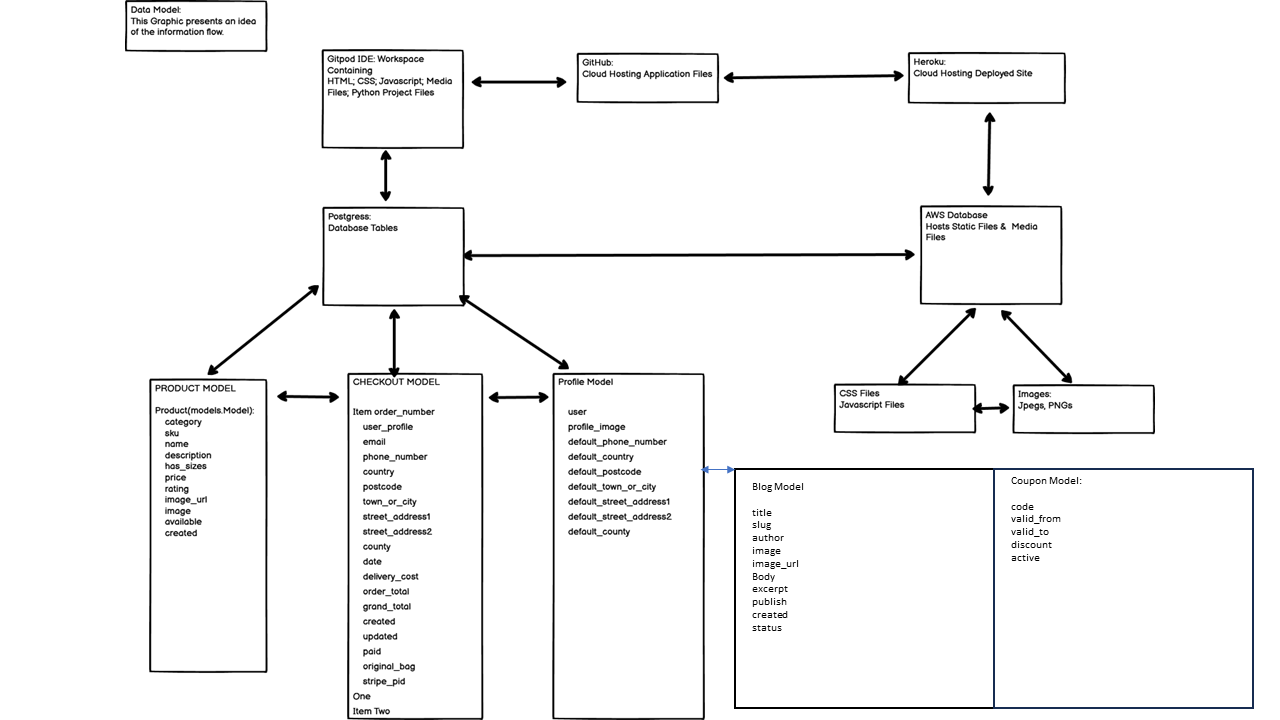 Data Model:
This Graphic presents an idea
of the information flow.
Gitpod IDE: Workspace
Containing
HTML; CSS; Javascript; Media
Files; Python Project Files
GitHub:
Cloud Hosting Application Files
Heroku:
Cloud Hosting Deployed Site
Postgress:
Database Tables
AWS Database
Hosts Static Files & Media
Files
PRODUCT MODEL
Product(models.Model):
category
sku
name
description
has_sizes
price
rating
image_url
image
available
created
CHECKOUT MODEL
Item order_number
user_profile
email
phone_number
country
postcode
town_or_city
street_address1
street_address2
county
date
delivery_cost
order_total
grand_total
created
updated
paid
original_bag
stripe_pid
One
Item Two
Profile Model
user
profile_image
default_phone_number
default_country
default_postcode
default_town_or_city
default_street_address1
default_street_address2
default_county
CSS Files
Javascript Files
Images:
Jpegs, PNGs
Blog Model
title
slug
author
image
image_url
Body
excerpt
publish
created
status
Coupon Model:
code
valid_from
valid_to
discount
active